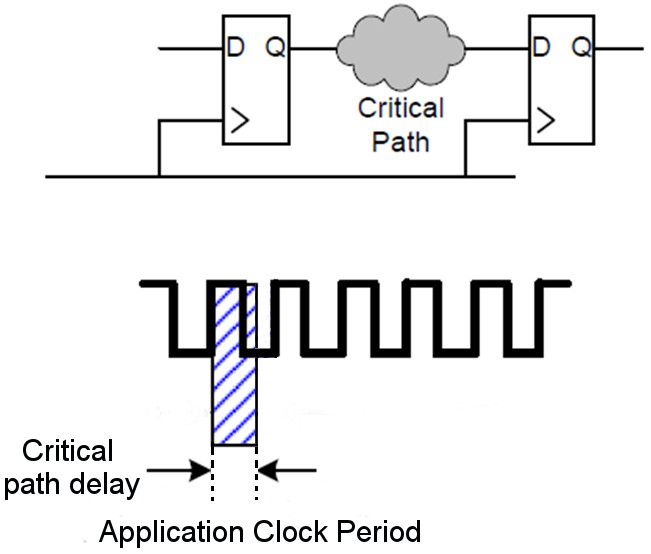 D Q
D Q
Critical
Path
Critical
path delay
Application Clock Period